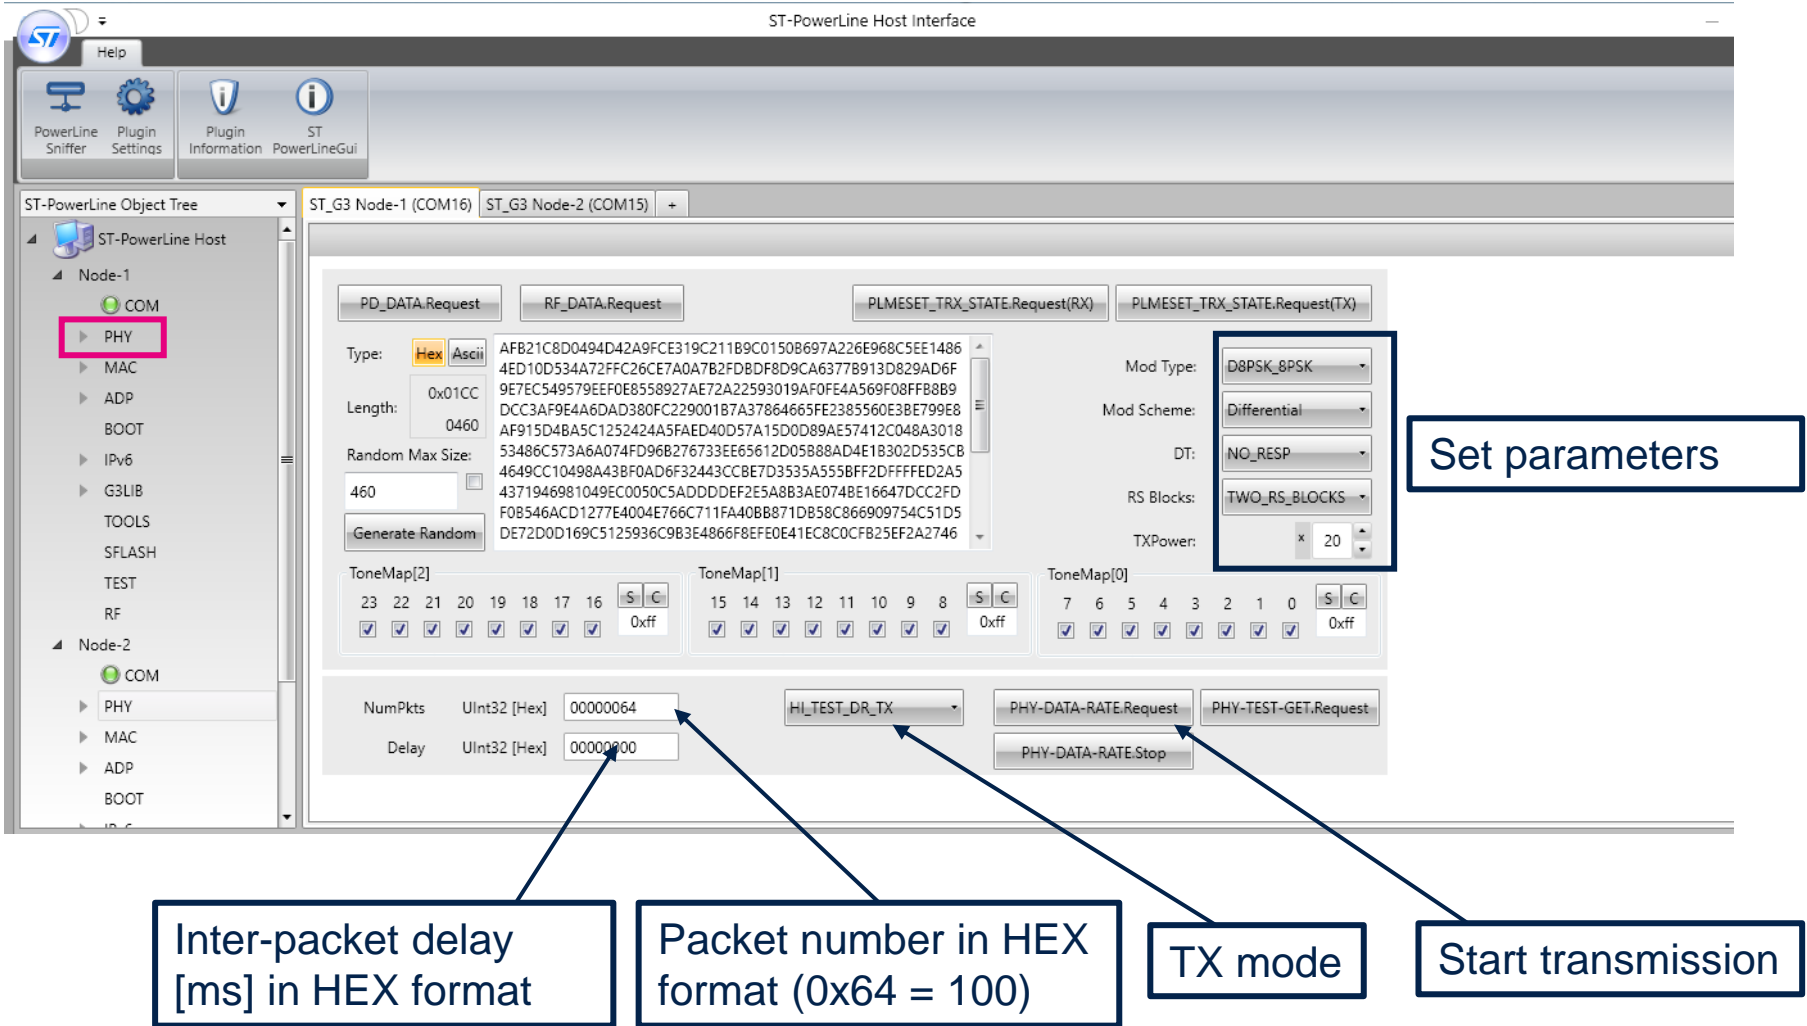 ST-PowerLine Host Interface
ST
Help
PowerLine Sniffer
Plugin Settings
Plugin Information
ST PowerLineGui
ST-PowerLine Object Tree
ST_G3 Node-1 (COM16)
ST_G3 Node-2 (COM15)
+
ST-PowerLine Host
Node-1
COM
PHY
MAC
ADP
BOOT
IPv6
G3LIB
TOOLS
SFLASH
TEST
RF
Node-2
COM
PHY
MAC
ADP
BOOT
PD_DATA.Request
RF_DATA.Request
PLMESET_TRX_STATE.Request(RX)
PLMESET_TRX_STATE.Request(TX)
Type:
Hex
Ascii
Length:
0x01CC
0460
Random Max Size:
460
Generate Random
AFB21C8D0494D42A9FCE319C211B9C0150B697A226E968C5EE1486
4ED10D534A72FFC26CE7A0A7B2FDBDF8D9CA6377B913D829AD6F
9E7EC549579EEF0E8558927AE72A22593019AF0FE4A569F08FFB8B9
DCC3AF9E4A6DAD380FC229001B7A37864665FE2385560E3BE799E8
AF915D4BA5C1252424A5FAED40D57A15D0D89AE57412C048A3018
53486C573A6A074FD96B276733EE65612D05B88AD4E1B302D535CB
4649CC10498A43BF0AD6F32443CCBE7D3535A555BFF2DFFFFED2A5
4371946981049EC0050C5ADDDDEF2E5A8B3AE074BE16647DCC2FD
F0B546ACD1277E4004E766C711FA40BB871DB58C866909754C51D5
DE72D0D169C5125936C9B3E4866F8EFE0E41EC8C0CFB25EF2A2746
Mod Type:
D8PSK_8PSK
Mod Scheme:
Differential
DT:
NO_RESP
RS Blocks:
TWO_RS_BLOCKS
TXPower:
x 20
Set parameters
ToneMap[2]
23 22 21 20 19 18 17 16
S C
0xff
ToneMap[1]
15 14 13 12 11 10 9 8
S C
0xff
ToneMap[0]
7 6 5 4 3 2 1 0
S C
0xff
NumPkts UInt32 [Hex] 00000064
HI_TEST_DR_TX
PHY-DATA-RATE.Request
PHY-TEST-GET.Request
Delay UInt32 [Hex] 00000000
PHY-DATA-RATE.Stop
Inter-packet delay
[ms] in HEX format
Packet number in HEX
format (0x64 = 100)
TX mode
Start transmission